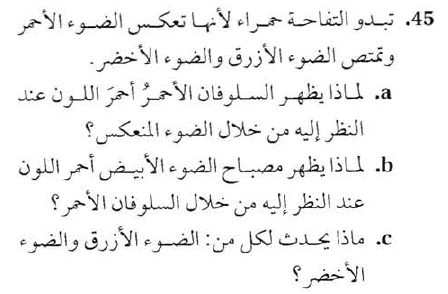 45. تبدو التفاحة حمراء لأنها تعكس الضوء الأحمر
وتمتص الضوء الأزرق والضوء الأخضر.
a. لماذا يظهر السلوفان الأحمرُ أحمرَ اللون عند
النظر إليه من خلال الضوء المنعكس؟
b. لماذا يظهر مصباح الضوء الأبيض أحمر اللون
عند النظر إليه من خلال السلوفان الأحمر؟
c. ماذا يحدث لكل من: الضوء الأزرق والضوء
الأخضر؟